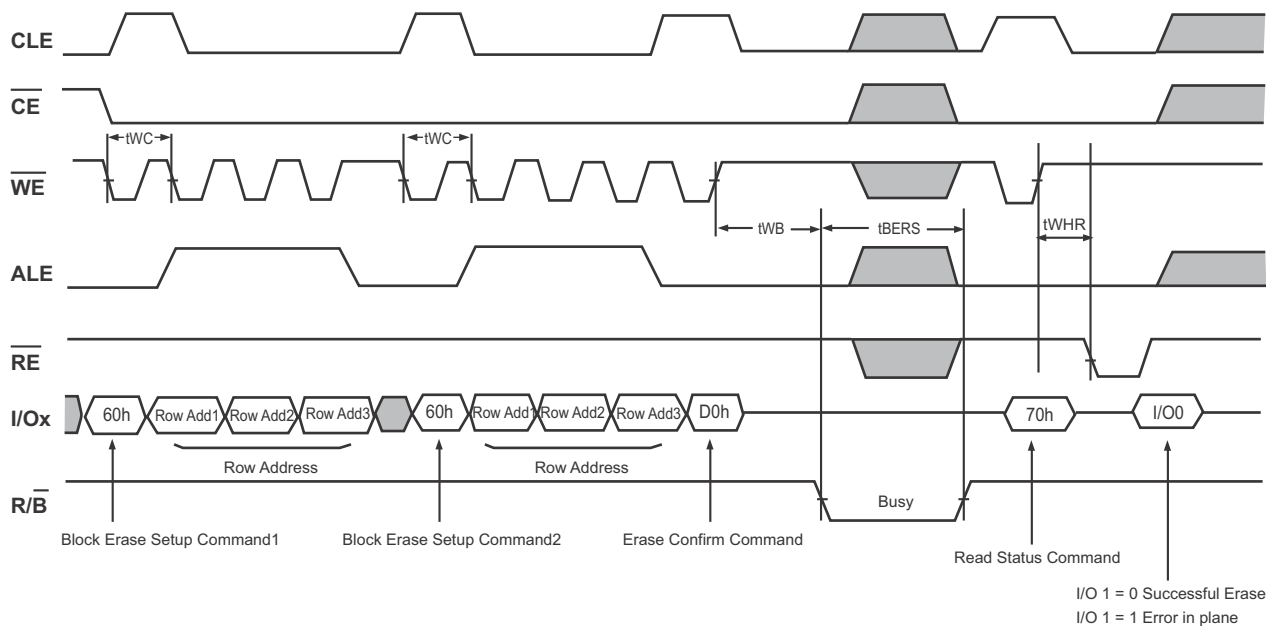 CLE
CE
tWC
tWC
WE
tWB
tBERS
tWHR
ALE
RE
I/Ox
60h
Row Add1
Row Add2
Row Add3
60h
Row Add1
Row Add2
Row Add3
D0h
70h
I/O0
Row Address
Row Address
R/B
Busy
Block Erase Setup Command1
Block Erase Setup Command2
Erase Confirm Command
Read Status Command
I/O 1 = 0 Successful Erase
I/O 1 = 1 Error in plane